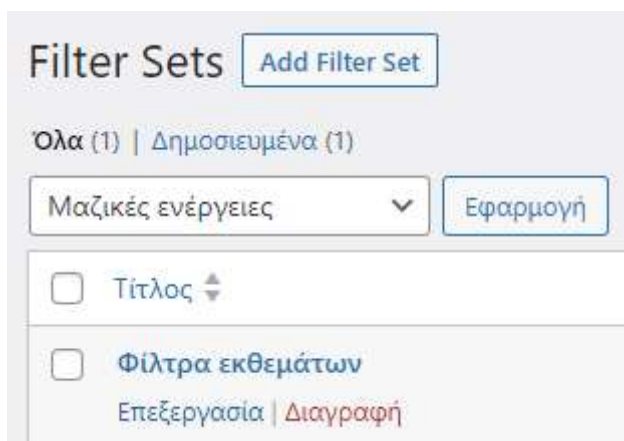 Filter Sets Add Filter Set
Όλα (1) | Δημοσιευμένα (1)
Μαζικές ενέργειες Εφαρμογή
Τίτλος
Φίλτρα εκθεμάτων
Επεξεργασία | Διαγραφή